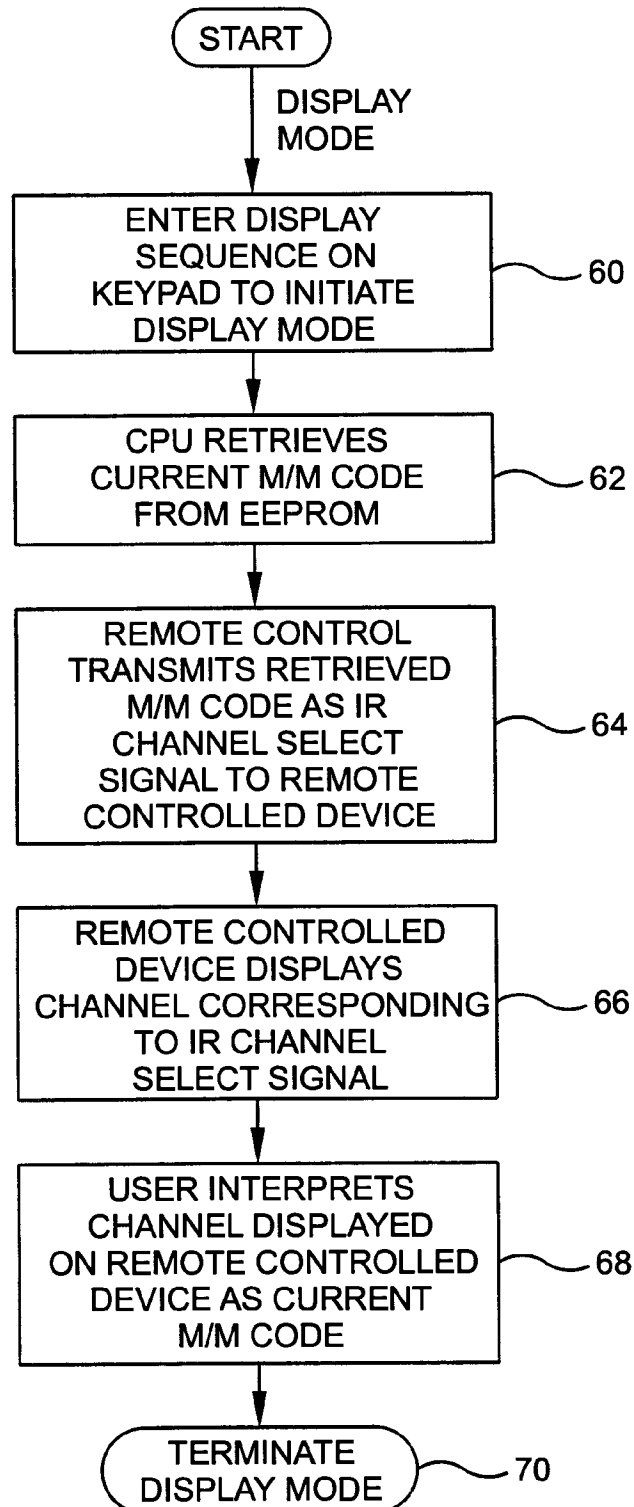 START
DISPLAY
MODE
ENTER DISPLAY
SEQUENCE ON
KEYPAD TO INITIATE
DISPLAY MODE
60
CPU RETRIEVES
CURRENT M/M CODE
FROM EEPROM
62
REMOTE CONTROL
TRANSMITS RETRIEVED
M/M CODE AS IR
CHANNEL SELECT
SIGNAL TO REMOTE
CONTROLLED DEVICE
64
REMOTE CONTROLLED
DEVICE DISPLAYS
CHANNEL CORRESPONDING
TO IR CHANNEL
SELECT SIGNAL
66
USER INTERPRETS
CHANNEL DISPLAYED
ON REMOTE CONTROLLED
DEVICE AS CURRENT
M/M CODE
68
TERMINATE
DISPLAY MODE
70